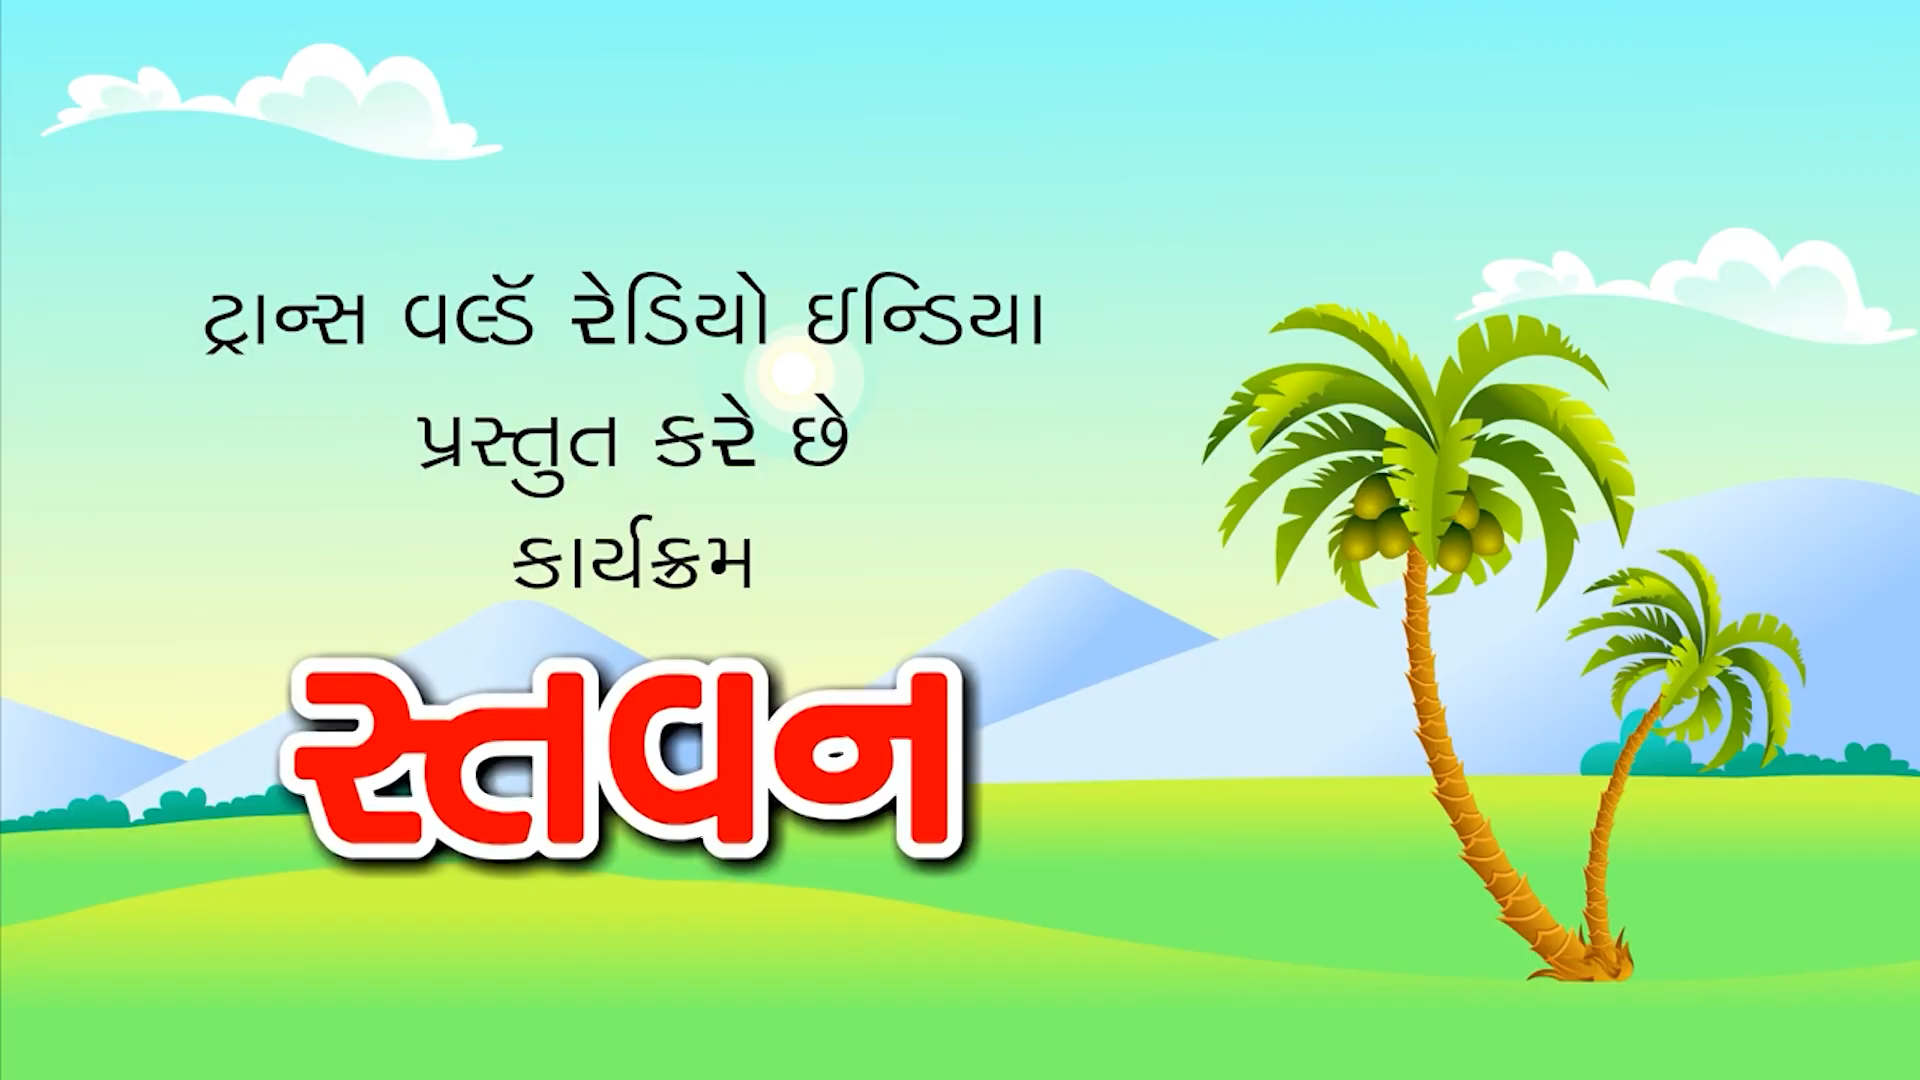 ટ્રાન્સ વર્લ્ડ રેડિયો ઇન્ડિયા
પ્રસ્તુત કરે છે
કાર્યક્રમ
સ્તવન